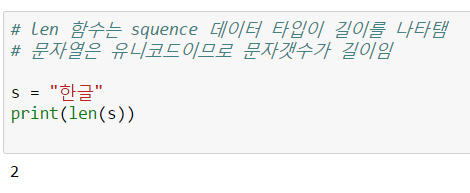 # len 함수는 squence 데이터 타입이 길이를 나타탬
# 문자열은 유니코드이므로 문자갯수가 길이임
s = "한글"
print(len(s))
2